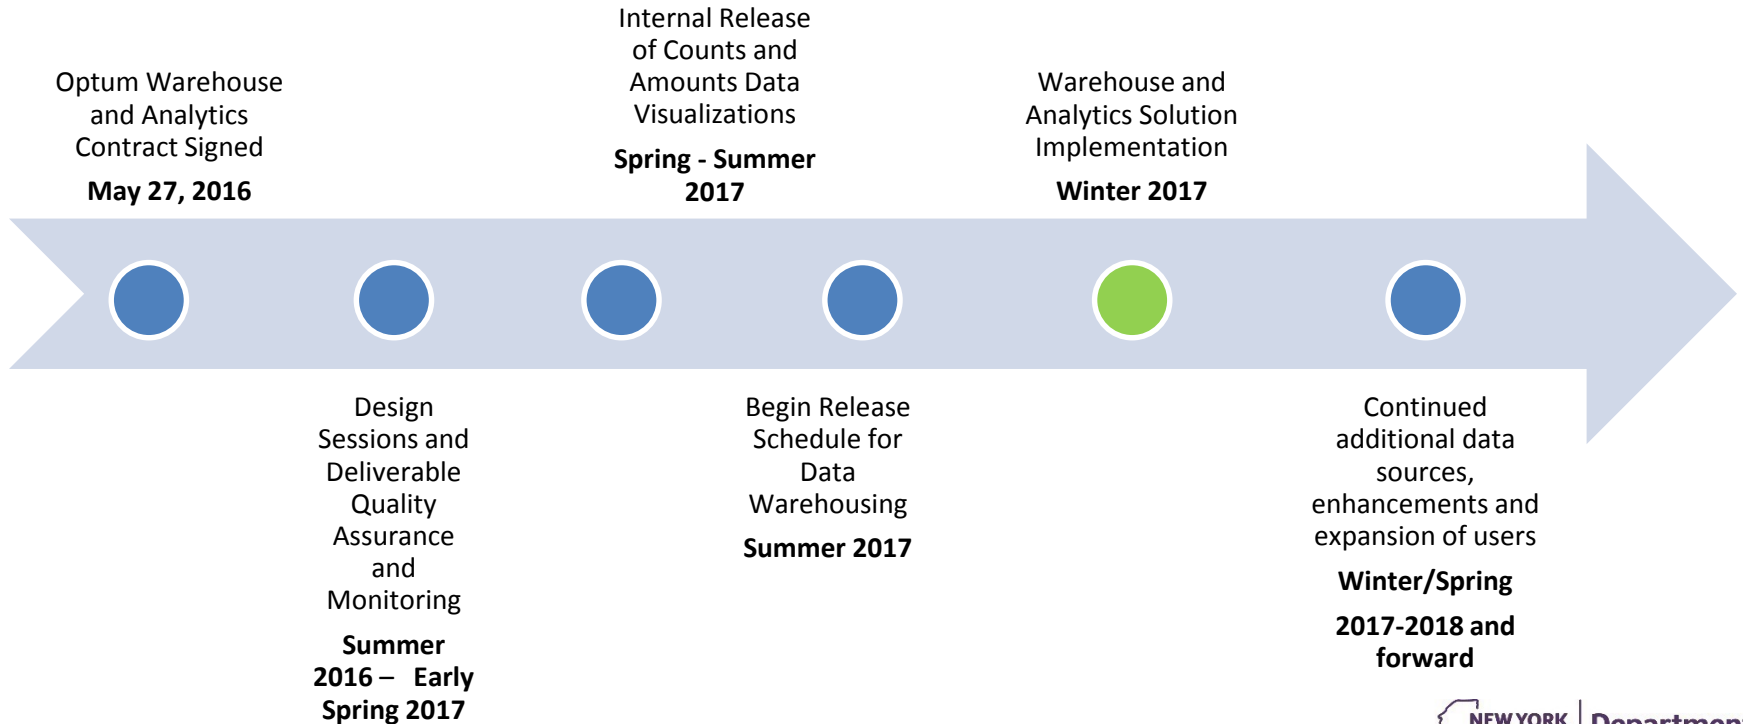 Optum Warehouse
and Analytics
Contract Signed
May 27, 2016
Design
Sessions and
Deliverable
Quality
Assurance
and
Monitoring
Summer
2016 – Early
Spring 2017
Internal Release
of Counts and
Amounts Data
Visualizations
Spring - Summer
2017
Begin Release
Schedule for
Data
Warehousing
Summer 2017
Warehouse and
Analytics Solution
Implementation
Winter 2017
Continued
additional data
sources,
enhancements and
expansion of users
Winter/Spring
2017-2018 and
forward
NEW YORK Department